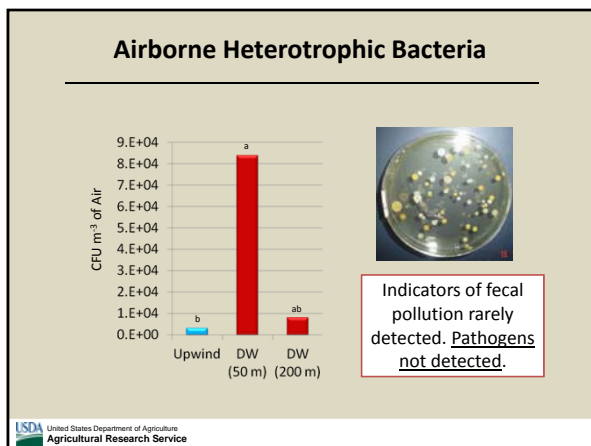 Airborne Heterotrophic Bacteria
CFU m⁻³ of Air
9.E+04
8.E+04
7.E+04
6.E+04
5.E+04
4.E+04
3.E+04
2.E+04
1.E+04
0.E+00
a
b
ab
Upwind
DW
(50 m)
DW
(200 m)
Indicators of fecal
pollution rarely
detected. Pathogens
not detected.
USDA United States Department of Agriculture
Agricultural Research Service